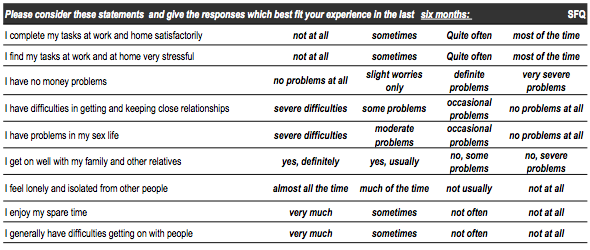 Please consider these statements and give the responses which best fit your experience in the last six months: SFQ
I complete my tasks at work and home satisfactorily not at all sometimes Quite often most of the time
I find my tasks at work and at home very stressful not at all sometimes Quite often most of the time
I have no money problems no problems at all slight worries only definite problems very severe problems
I have difficulties in getting and keeping close relationships severe difficulties some problems occasional problems no problems at all
I have problems in my sex life severe difficulties moderate problems occasional problems no problems at all
I get on well with my family and other relatives yes, definitely yes, usually no, some problems no, severe problems
I feel lonely and isolated from other people almost all the time much of the time not usually not at all
I enjoy my spare time very much sometimes not often not at all
I generally have difficulties getting on with people very much sometimes not often not at all